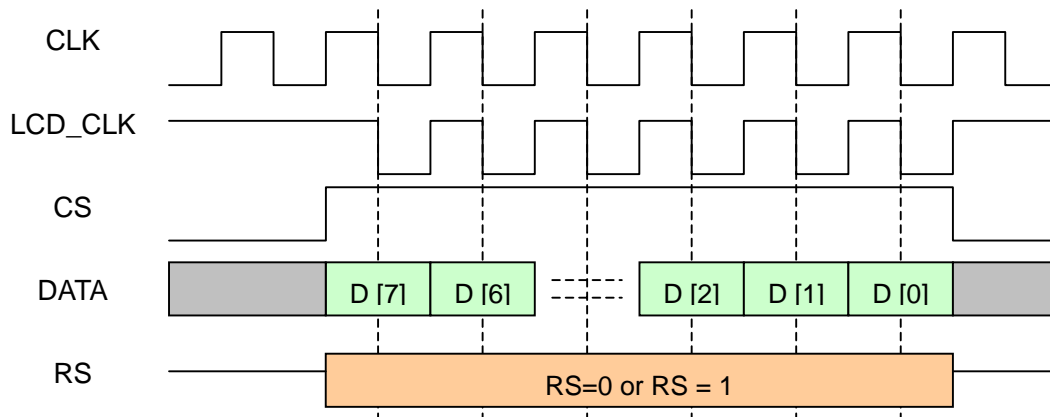 CLK
LCD_CLK
CS
DATA
D [7] D [6] D [2] D [1] D [0]
RS
RS=0 or RS = 1